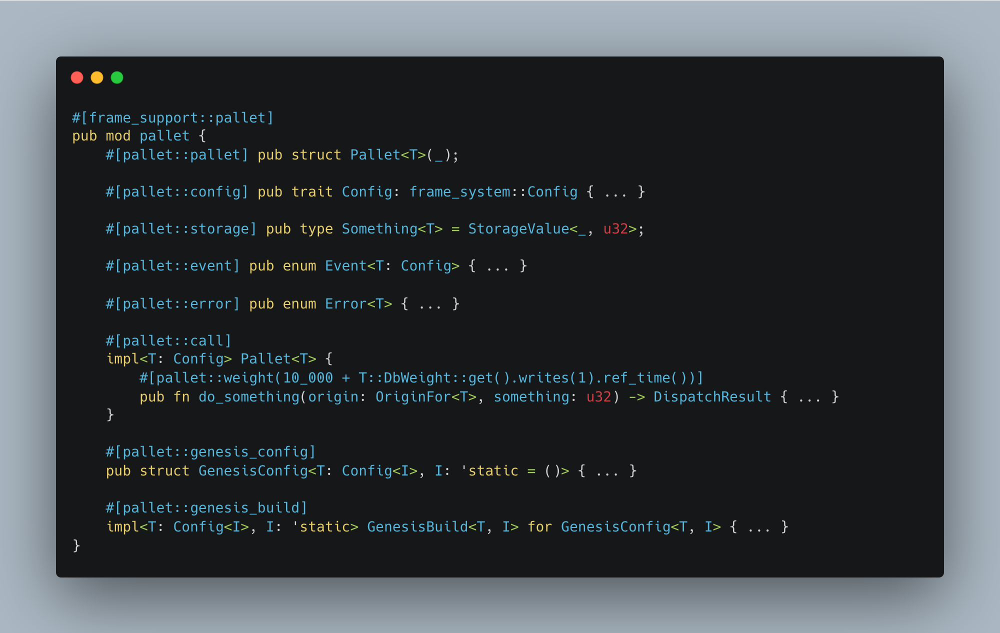 #[frame_support::pallet]
pub mod pallet {
    #[pallet::pallet] pub struct Pallet<T>(_);

    #[pallet::config] pub trait Config: frame_system::Config { ... }

    #[pallet::storage] pub type Something<T> = StorageValue<_, u32>;

    #[pallet::event] pub enum Event<T: Config> { ... }

    #[pallet::error] pub enum Error<T> { ... }

    #[pallet::call]
    impl<T: Config> Pallet<T> {
        #[pallet::weight(10_000 + T::DbWeight::get().writes(1).ref_time())]
        pub fn do_something(origin: OriginFor<T>, something: u32) -> DispatchResult { ... }
    }

    #[pallet::genesis_config]
    pub struct GenesisConfig<T: Config<I>, I: 'static = ()> { ... }

    #[pallet::genesis_build]
    impl<T: Config<I>, I: 'static> GenesisBuild<T, I> for GenesisConfig<T, I> { ... }
}